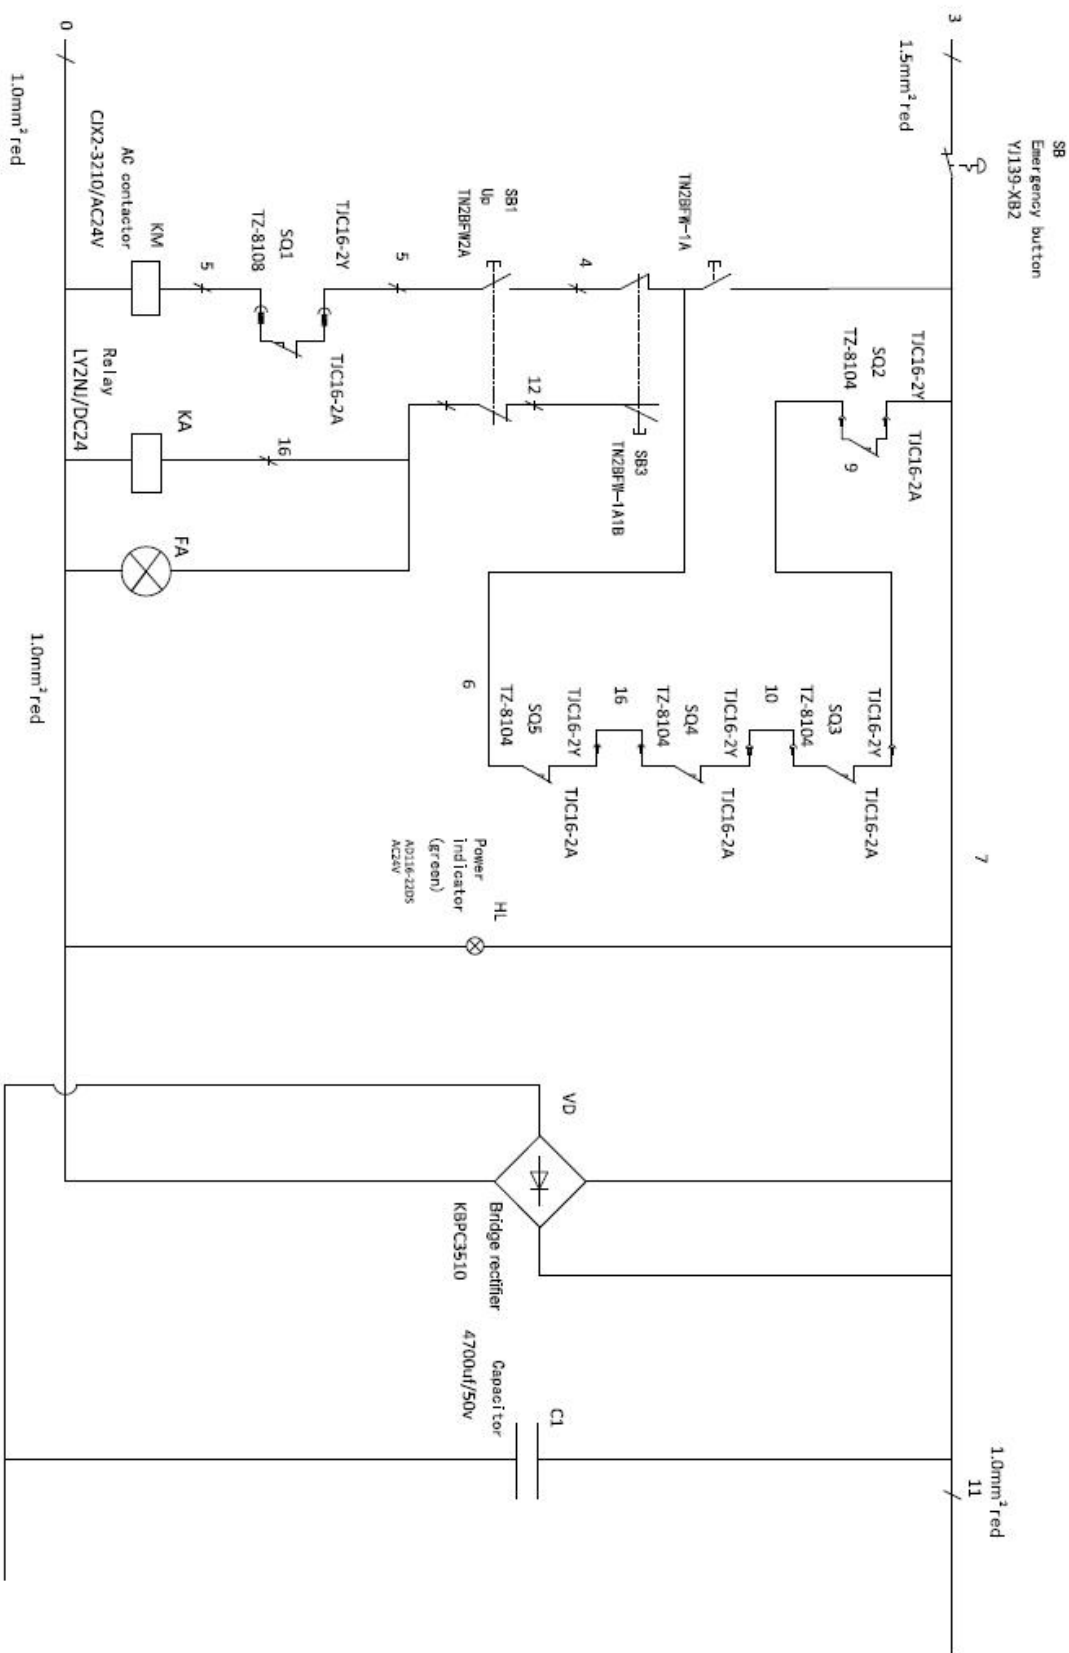 3
1.5mm² red
SB
Emergency button
YJ139-XB2
TN2BFW-1A
4
SB1
Up
TN2BFW2A
5
TJC16-2Y
SQ1
TZ-8108
TJC16-2A
5
KM
AC contactor
CJX2-3210/AC24V
0
1.0mm² red
TJC16-2Y
SQ2
TZ-8104
TJC16-2A
9
SB3
TN2BFW-1A1B
12
16
KA
Relay
LY2NJ/DC24
FA
1.0mm² red
TJC16-2Y
SQ3
TZ-8104
TJC16-2A
10
TJC16-2Y
SQ4
TZ-8104
TJC16-2A
16
TJC16-2Y
SQ5
TZ-8104
TJC16-2A
6
7
HL
Power
indicator
(green)
AD116-22DS
AC24V
VD
Bridge rectifier
KBPC3510
C1
Capacitor
4700uf/50v
1.0mm² red
11